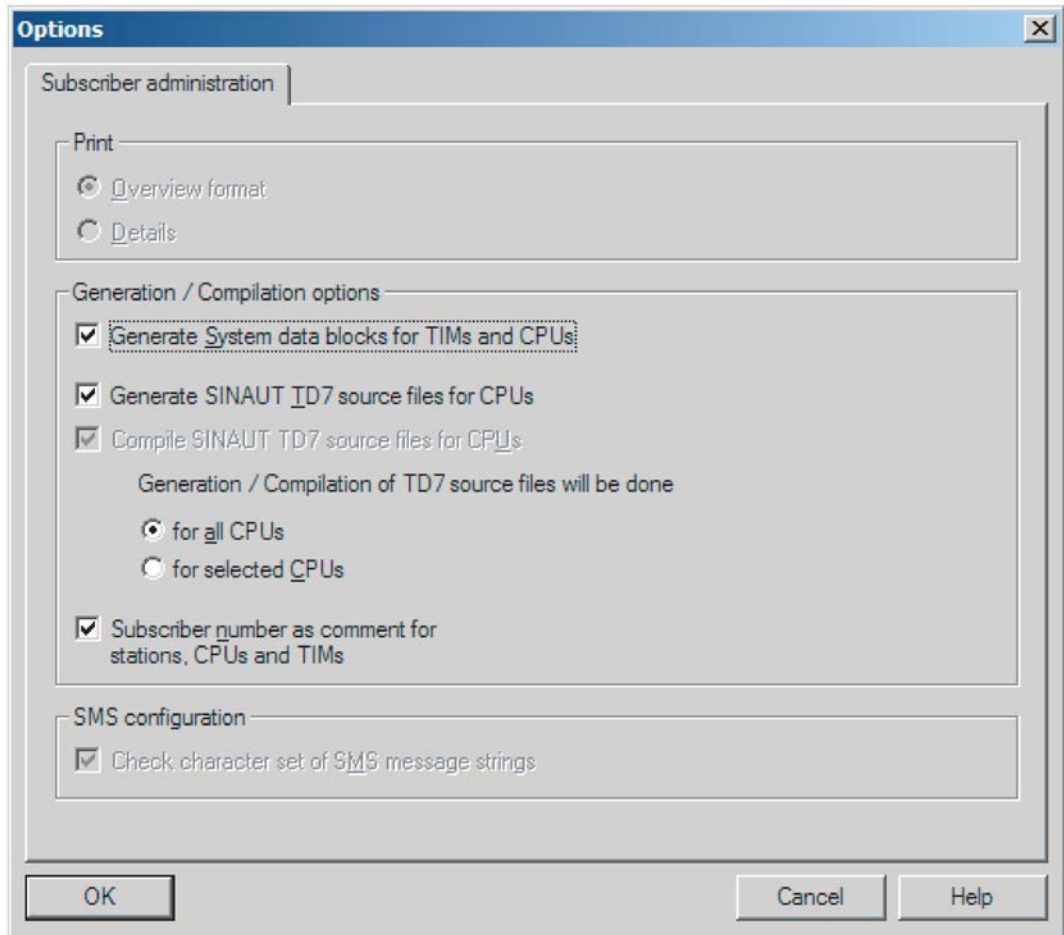 Options
Subscriber administration
Print
Overview format
Details
Generation / Compilation options
Generate System data blocks for TIMs and CPUs
Generate SINAUT TD7 source files for CPUs
Compile SINAUT TD7 source files for CPUs
Generation / Compilation of TD7 source files will be done
for all CPUs
for selected CPUs
Subscriber number as comment for
stations, CPUs and TIMs
SMS configuration
Check character set of SMS message strings
OK
Cancel
Help